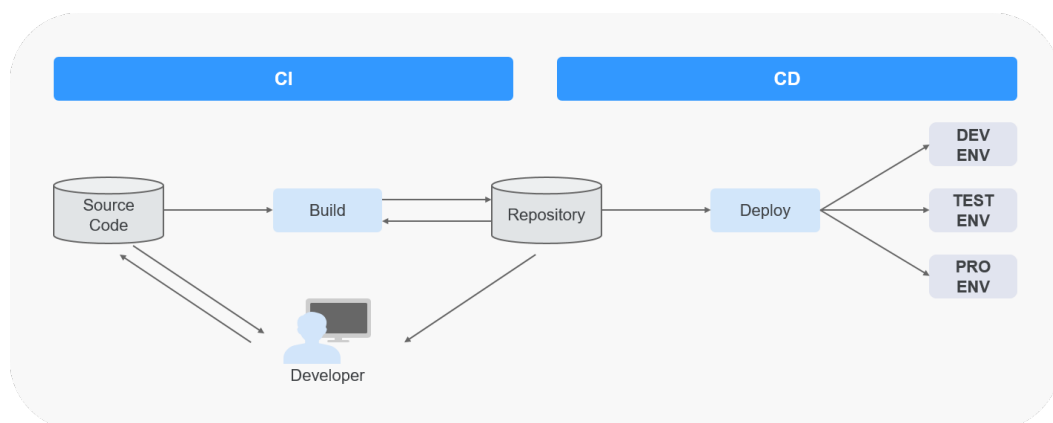 CI
CD
DEV
ENV
Source
Code
Build
Repository
Deploy
TEST
ENV
PRO
ENV
Developer